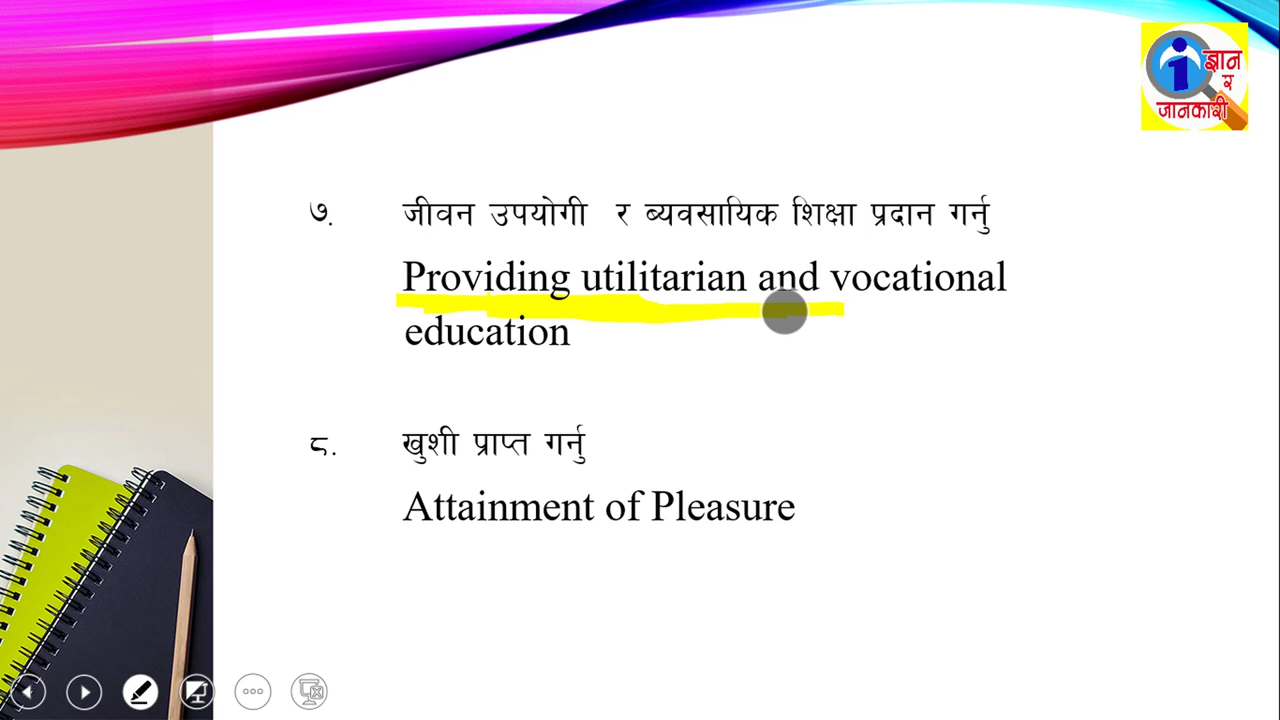 ज्ञान
र
जानकारी
७. जीवन उपयोगी र ब्यवसायिक शिक्षा प्रदान गर्नु
Providing utilitarian and vocational
education
८. खुशी प्राप्त गर्नु
Attainment of Pleasure